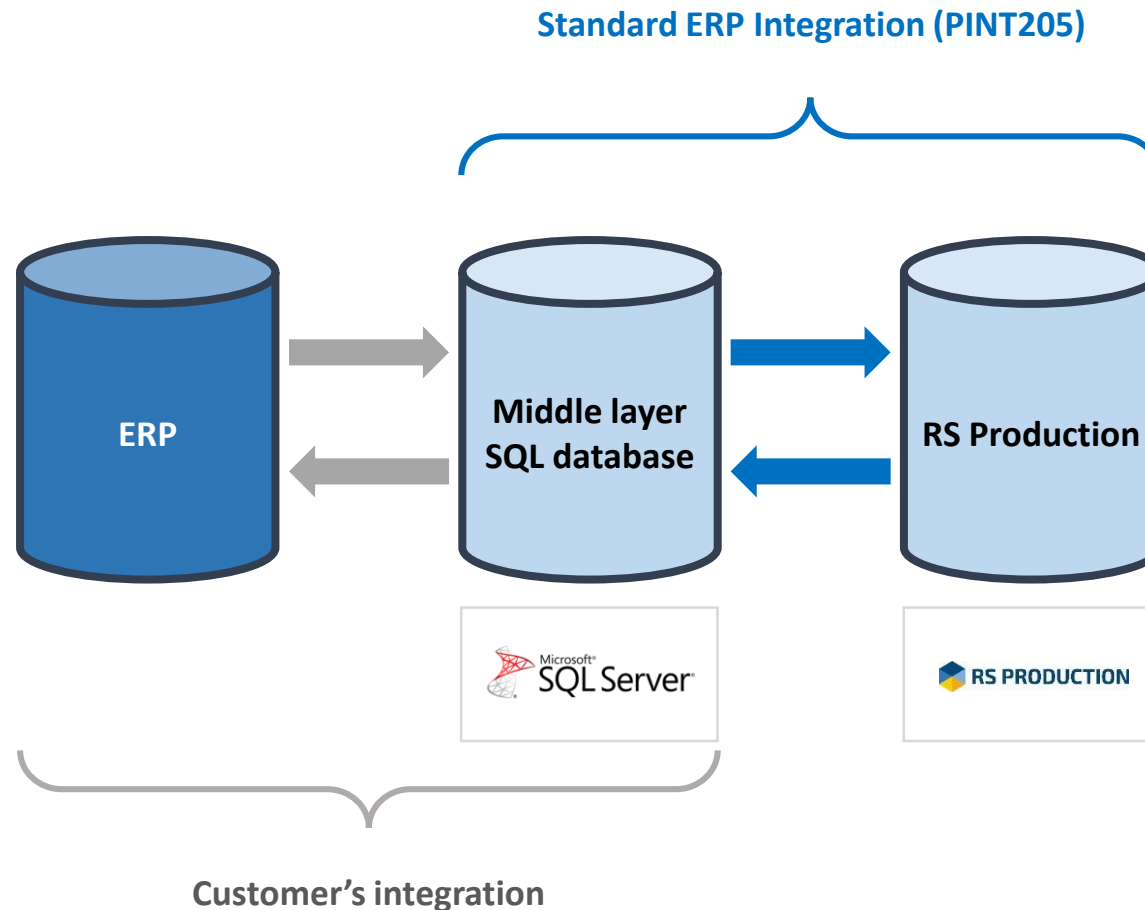 Standard ERP Integration (PINT205)
ERP
Middle layer
SQL database
RS Production
Microsoft®
SQL Server®
RS PRODUCTION
Customer's integration